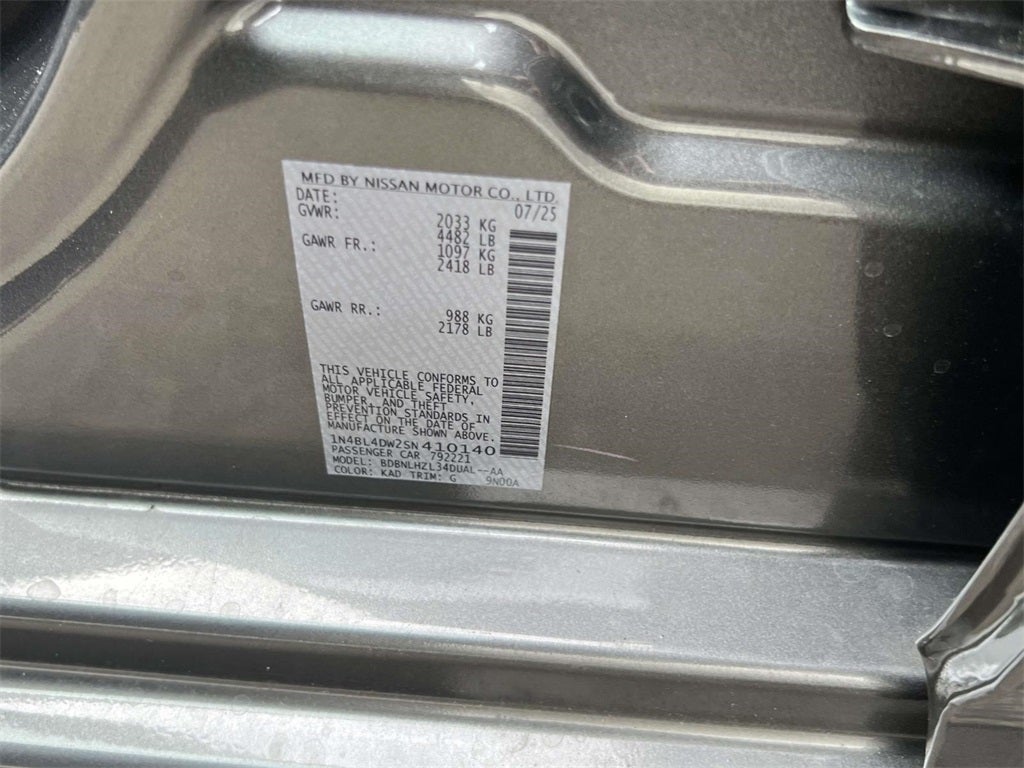 MFD BY NISSAN MOTOR CO., LTD.
DATE: 07/25
GVWR: 2033 KG
4482 LB
GAWR FR.: 1097 KG
2418 LB
GAWR RR.: 988 KG
2178 LB
THIS VEHICLE CONFORMS TO
ALL APPLICABLE FEDERAL
MOTOR VEHICLE SAFETY,
BUMPER, AND THEFT
PREVENTION STANDARDS IN
EFFECT ON THE DATE OF
MANUFACTURE SHOWN ABOVE.
1N4BL4DW2SN410140
PASSENGER CAR 792221
MODEL: BDBNLHZL34DUAL--AA
COLOR: KAD TRIM: G 9N00A